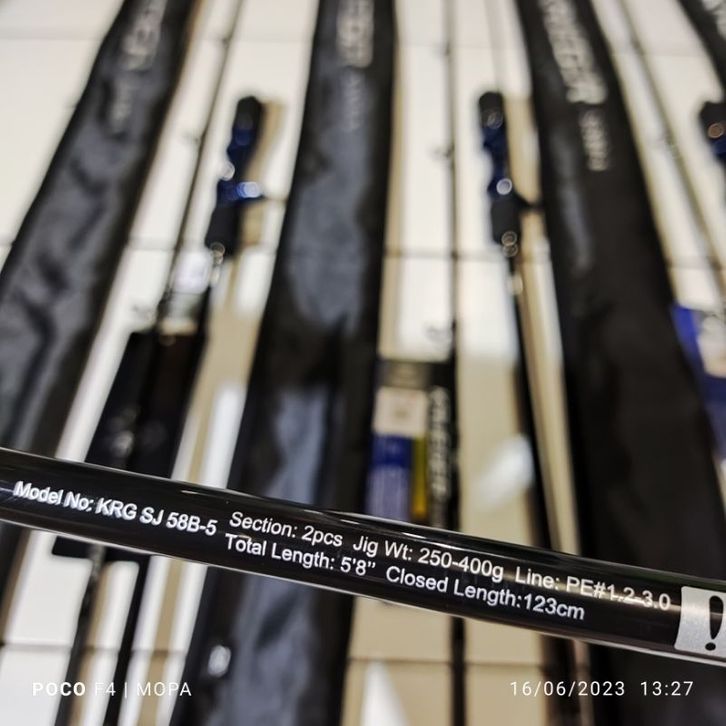 Model No: KRG SJ 58B-5 Section: 2pcs Jig Wt: 250-400g Line: PE#1.2-3.0
Total Length: 5'8" Closed Length:123cm
!
POCO F4 | MOPA
16/06/2023 13:27